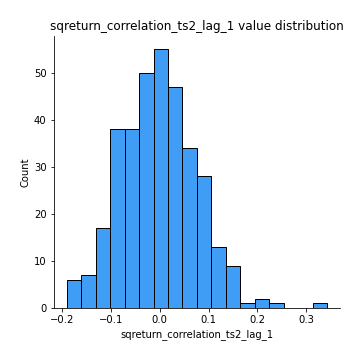 sqreturn_correlation_ts2_lag_1 value distribution
50
40
30
20
10
0
Count
−0.2 −0.1 0.0 0.1 0.2 0.3
sqreturn_correlation_ts2_lag_1